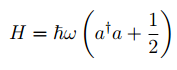 H = ħω (a†a + 1/2)